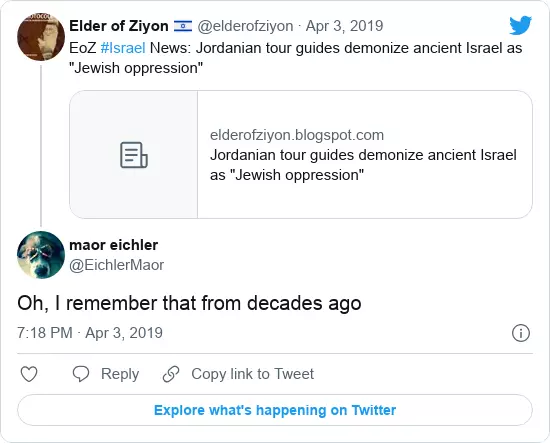 Elder of Ziyon 🇮🇱 @elderofziyon · Apr 3, 2019
EoZ #Israel News: Jordanian tour guides demonize ancient Israel as
"Jewish oppression"
elderofziyon.blogspot.com
Jordanian tour guides demonize ancient Israel
as "Jewish oppression"
maor eichler
@EichlerMaor
Oh, I remember that from decades ago
7:18 PM · Apr 3, 2019
Reply
Copy link to Tweet
Explore what's happening on Twitter